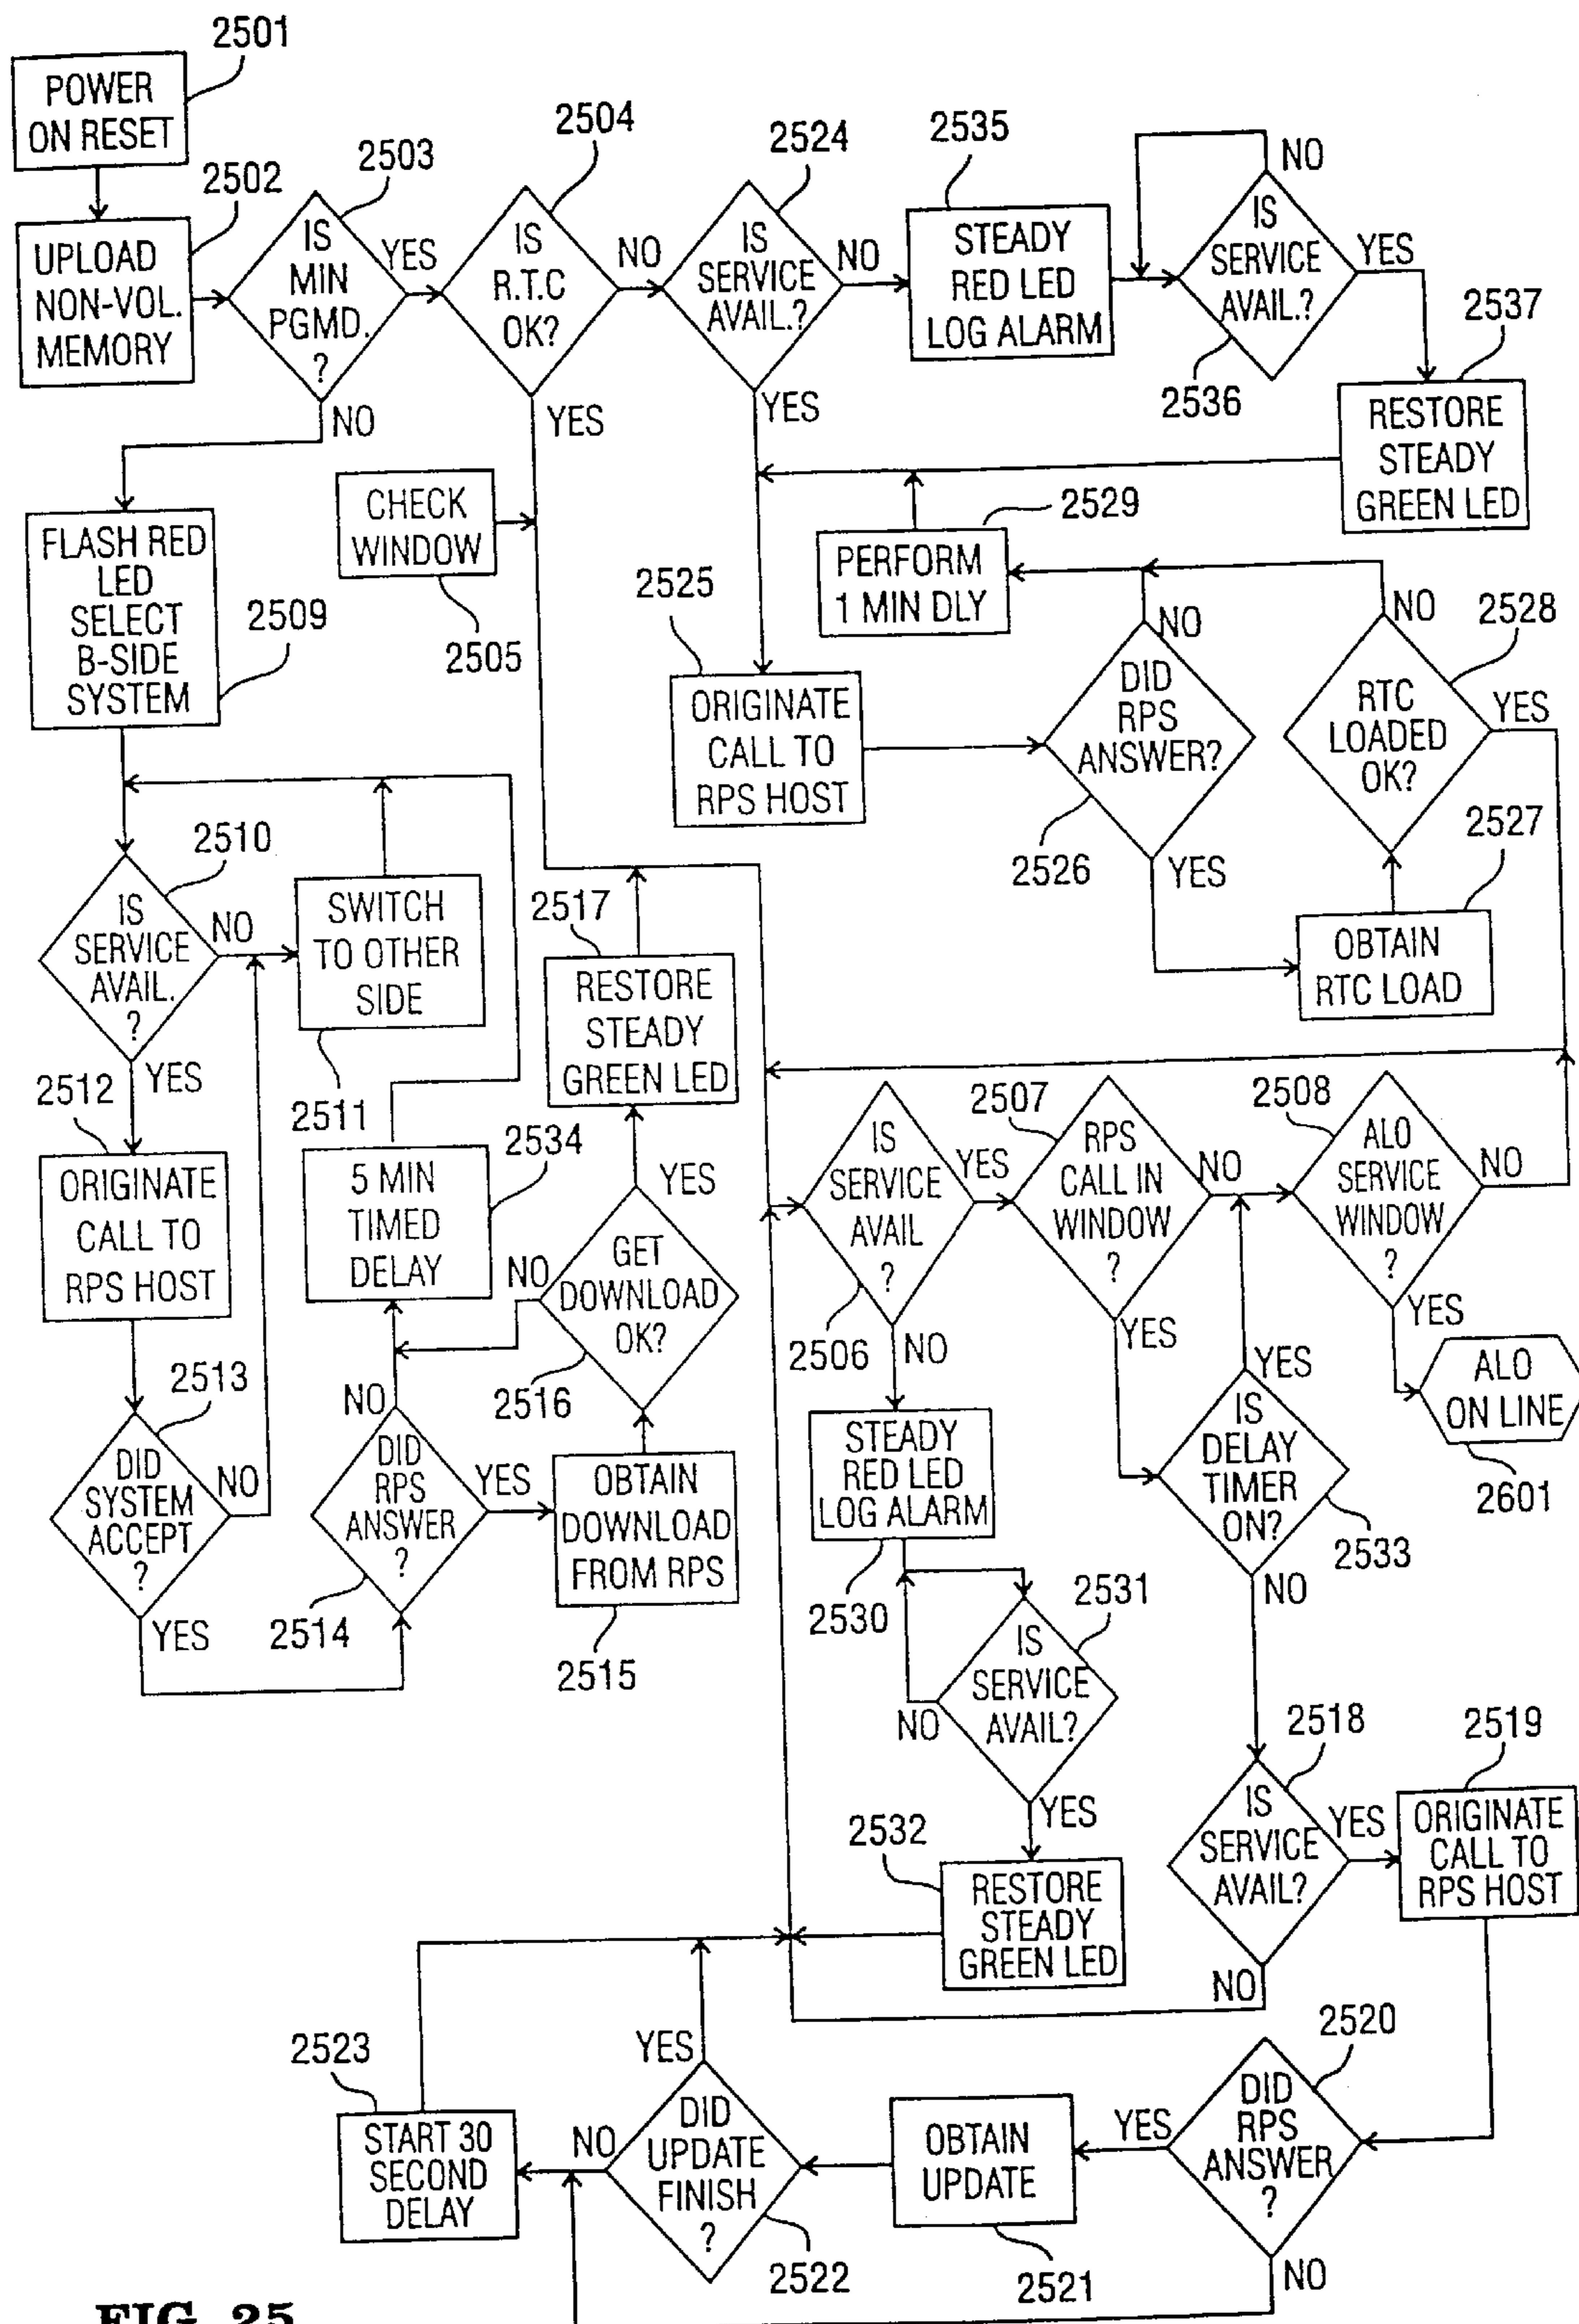 2501
POWER
ON RESET
2502
UPLOAD
NON-VOL.
MEMORY
2503
IS
MIN
PGMD.
?
YES
NO
2504
IS
R.T.C
OK?
NO
YES
2524
IS
SERVICE
AVAIL.?
NO
YES
2535
STEADY
RED LED
LOG ALARM
NO
IS
SERVICE
AVAIL.?
YES
2536
2537
RESTORE
STEADY
GREEN LED
CHECK
WINDOW
2505
FLASH RED
LED
SELECT
B-SIDE
SYSTEM
2509
2529
PERFORM
1 MIN DLY
2525
ORIGINATE
CALL TO
RPS HOST
NO
DID
RPS
ANSWER?
2526
YES
NO
2528
RTC
LOADED
OK?
YES
2527
OBTAIN
RTC LOAD
2510
IS
SERVICE
AVAIL.
?
NO
YES
SWITCH
TO OTHER
SIDE
2511
2517
RESTORE
STEADY
GREEN LED
2512
ORIGINATE
CALL TO
RPS HOST
2534
5 MIN
TIMED
DELAY
YES
GET
DOWNLOAD
OK?
NO
2516
IS
SERVICE
AVAIL
?
YES
2506
NO
2507
RPS
CALL IN
WINDOW
?
NO
YES
2508
ALO
SERVICE
WINDOW
?
NO
YES
ALO
ON LINE
2601
2513
DID
SYSTEM
ACCEPT
?
NO
YES
NO
DID
RPS
ANSWER
?
YES
2514
OBTAIN
DOWNLOAD
FROM RPS
2515
STEADY
RED LED
LOG ALARM
2530
YES
IS
DELAY
TIMER
ON?
2533
NO
2531
IS
SERVICE
AVAIL?
NO
YES
2532
RESTORE
STEADY
GREEN LED
2518
IS
SERVICE
AVAIL?
YES
NO
2519
ORIGINATE
CALL TO
RPS HOST
2520
DID
RPS
ANSWER
?
YES
NO
OBTAIN
UPDATE
2521
YES
DID
UPDATE
FINISH
?
NO
2522
2523
START 30
SECOND
DELAY
FIG. 25